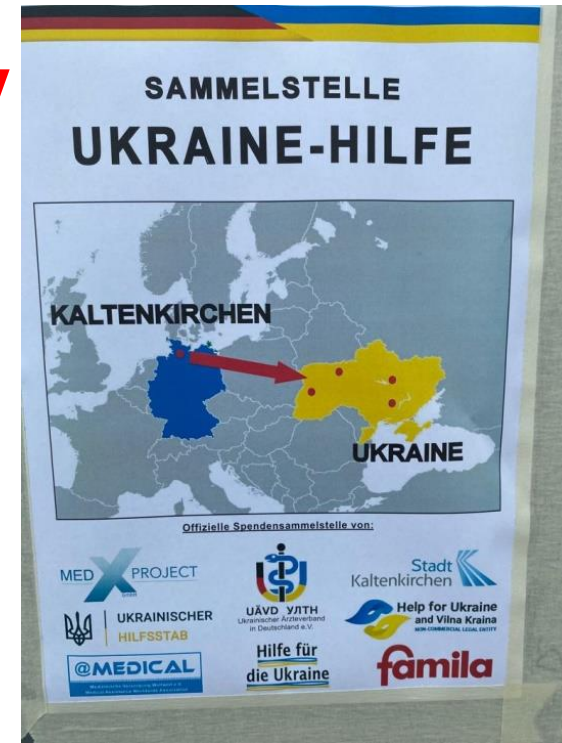 SAMMELSTELLE
UKRAINE-HILFE
KALTENKIRCHEN
UKRAINE
Offizielle Spendensammelstelle von:
MED X PROJECT
UÄVD УЛТН
Ukrainischer Ärzteverband
in Deutschland e.V.
Stadt
Kaltenkirchen
UKRAINISCHER
HILFSSTAB
Help for Ukraine
and Vilna Kraina
NON-COMMERCIAL LEGAL ENTITY
@MEDICAL
Hilfe für
die Ukraine
famila